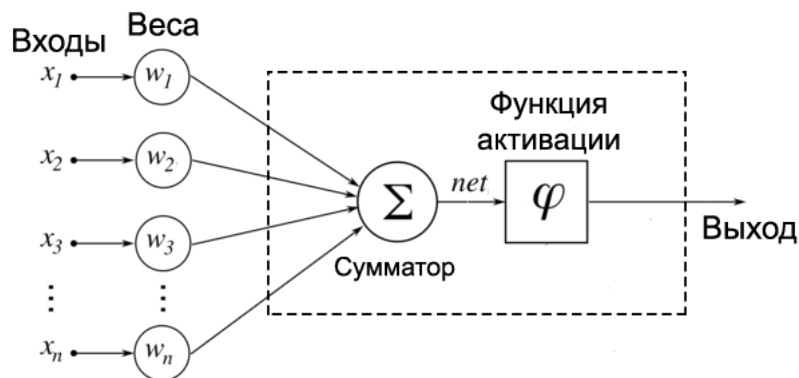 Входы
Веса
x1
w1
x2
w2
x3
w3
xn
wn
Σ
Сумматор
net
Функция
активации
φ
Выход